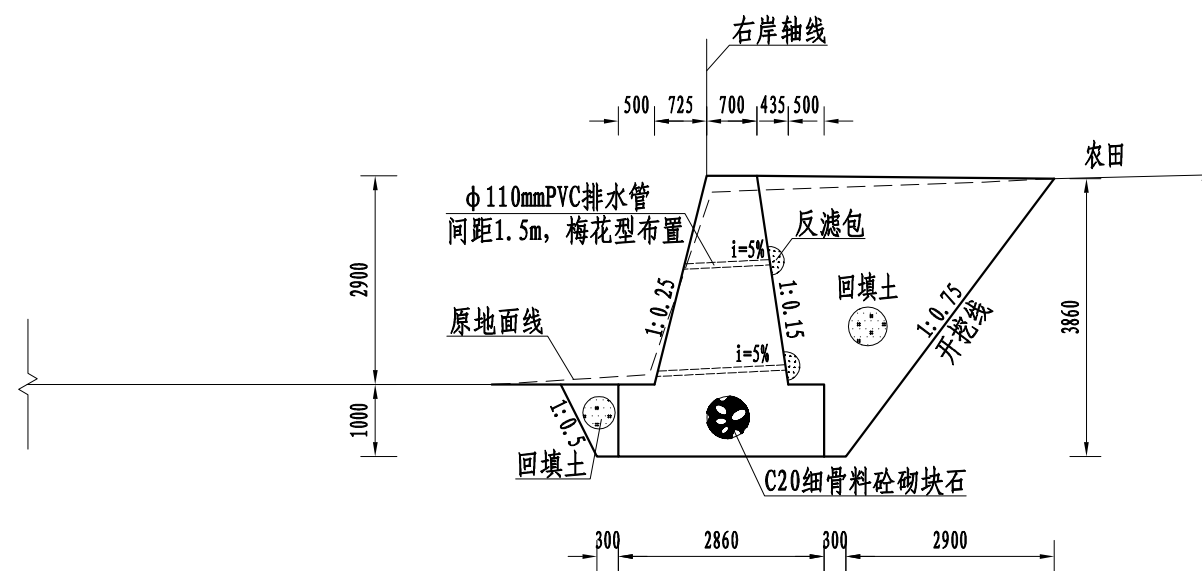 右岸轴线
500 725 700 435 500
农田
ϕ110mmPVC排水管
间距1.5m，梅花型布置
反滤包
i=5%
回填土
2900
1:0.25
1:0.15
1:0.75
开挖线
3860
原地面线
i=5%
1000
1:0.5
回填土
C20细骨料砼砌块石
300 2860 300 2900